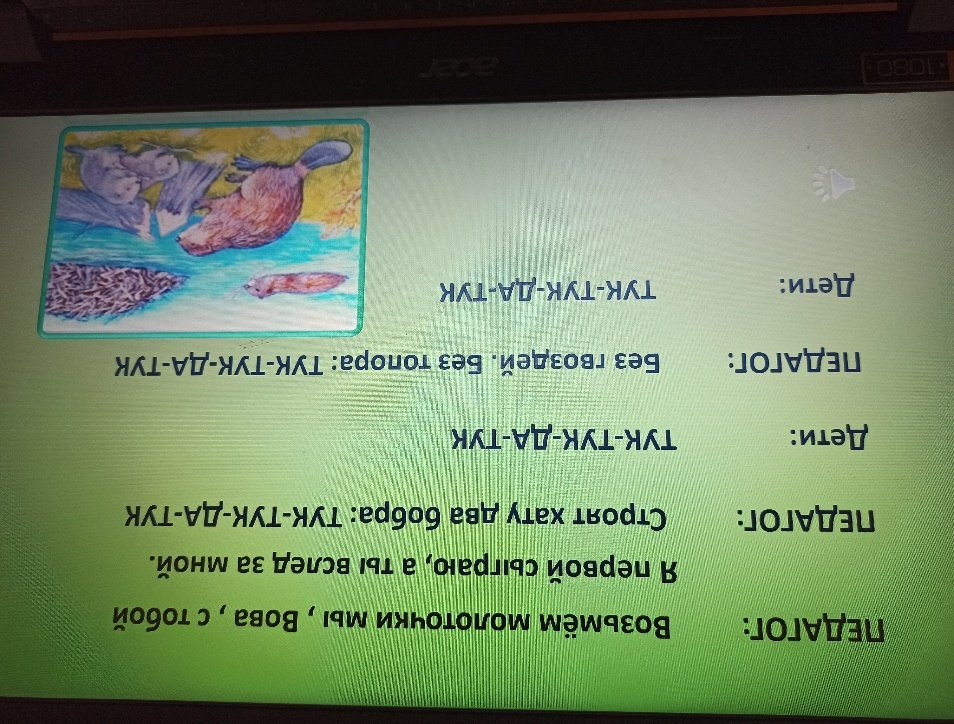 ПЕДАГОГ: Возьмём молоточки мы , Вова , с тобой
Я первой сыграю, а ты вслед за мной.
ПЕДАГОГ: Строят хату два бобра: ТУК-ТУК-ДА-ТУК
Дети: ТУК-ТУК-ДА-ТУК
ПЕДАГОГ: Без гвоздей. Без топора: ТУК-ТУК-ДА-ТУК
Дети: ТУК-ТУК-ДА-ТУК
acer
1080